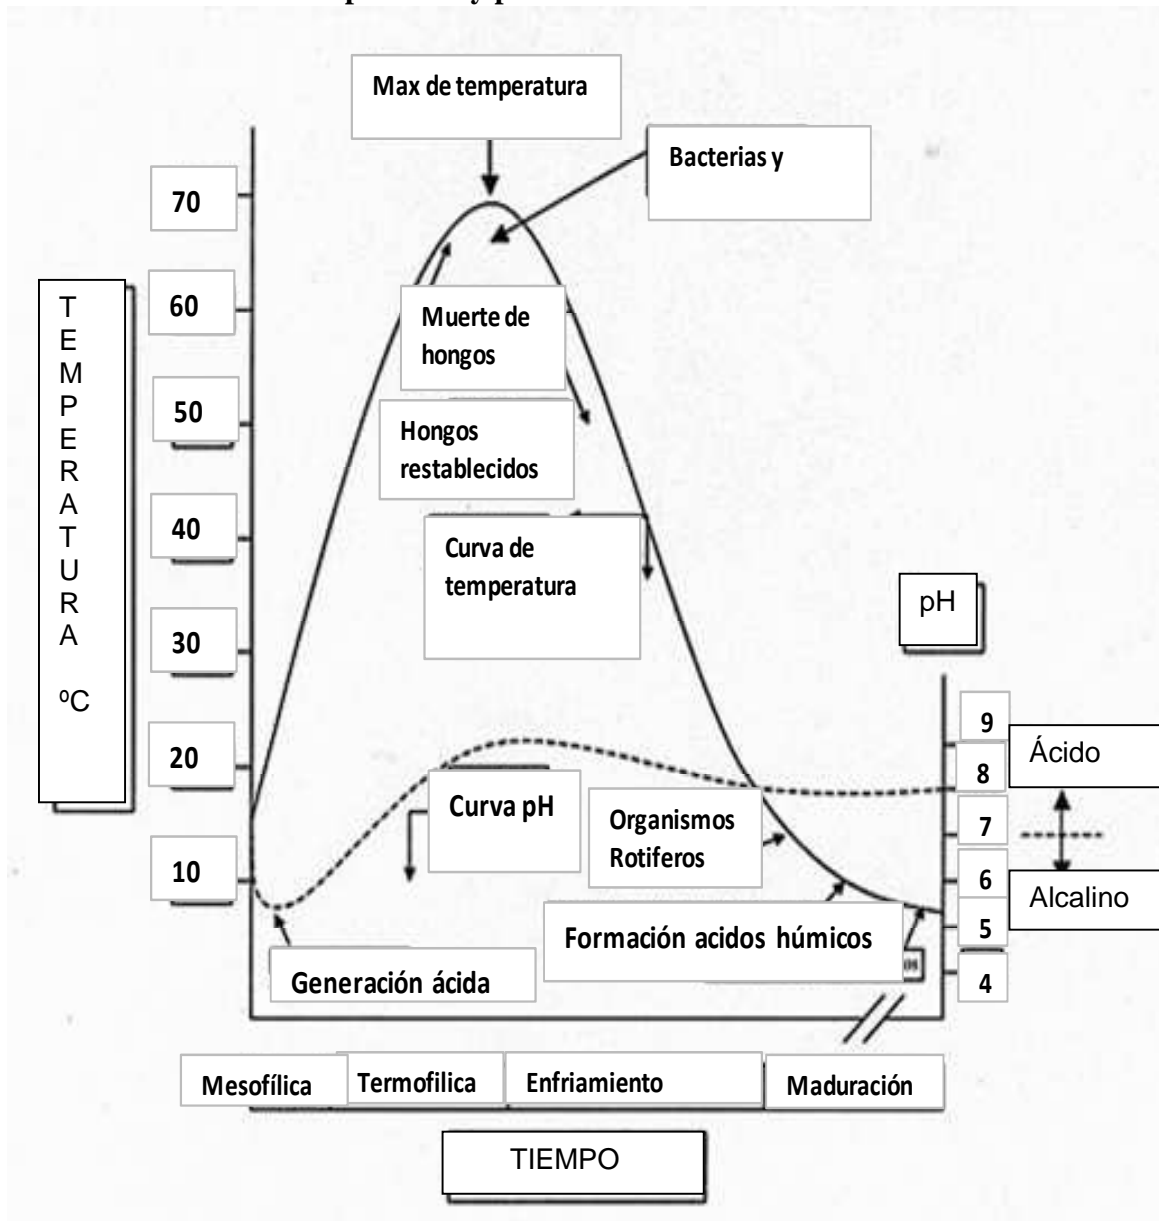 Max de temperatura
Bacterias y
70
60
50
40
30
20
10
TEMPERATURA ºC
Muerte de
hongos
Hongos
restablecidos
Curva de
temperatura
pH
9
8
7
6
5
4
Ácido
Alcalino
Curva pH
Organismos
Rotiferos
Formación acidos húmicos
Generación ácida
Mesofílica
Termofilica
Enfriamiento
Maduración
TIEMPO